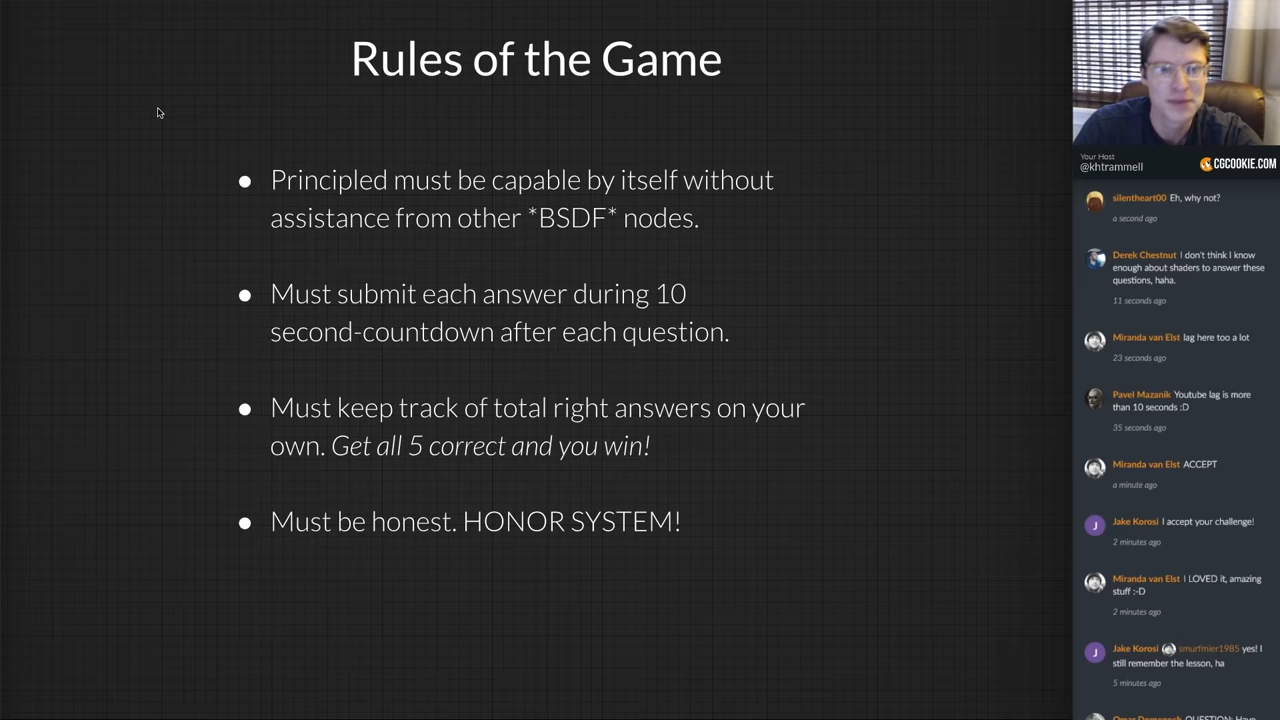 Rules of the Game
● Principled must be capable by itself without
assistance from other *BSDF* nodes.
● Must submit each answer during 10
second-countdown after each question.
● Must keep track of total right answers on your
own. Get all 5 correct and you win!
● Must be honest. HONOR SYSTEM!
Your Host
@khtrammell
CGCOOKIE.COM
silentheart00 Eh, why not?
a second ago
Derek Chestnut I don't think I know
enough about shaders to answer these
questions, haha.
11 seconds ago
Miranda van Elst lag here too a lot
23 seconds ago
Pavel Mazanik Youtube lag is more
than 10 seconds :D
35 seconds ago
Miranda van Elst ACCEPT
a minute ago
J
Jake Korosi I accept your challenge!
2 minutes ago
Miranda van Elst I LOVED it, amazing
stuff :-D
2 minutes ago
J
Jake Korosi smurfmier1985 yes! I
still remember the lesson, ha
5 minutes ago